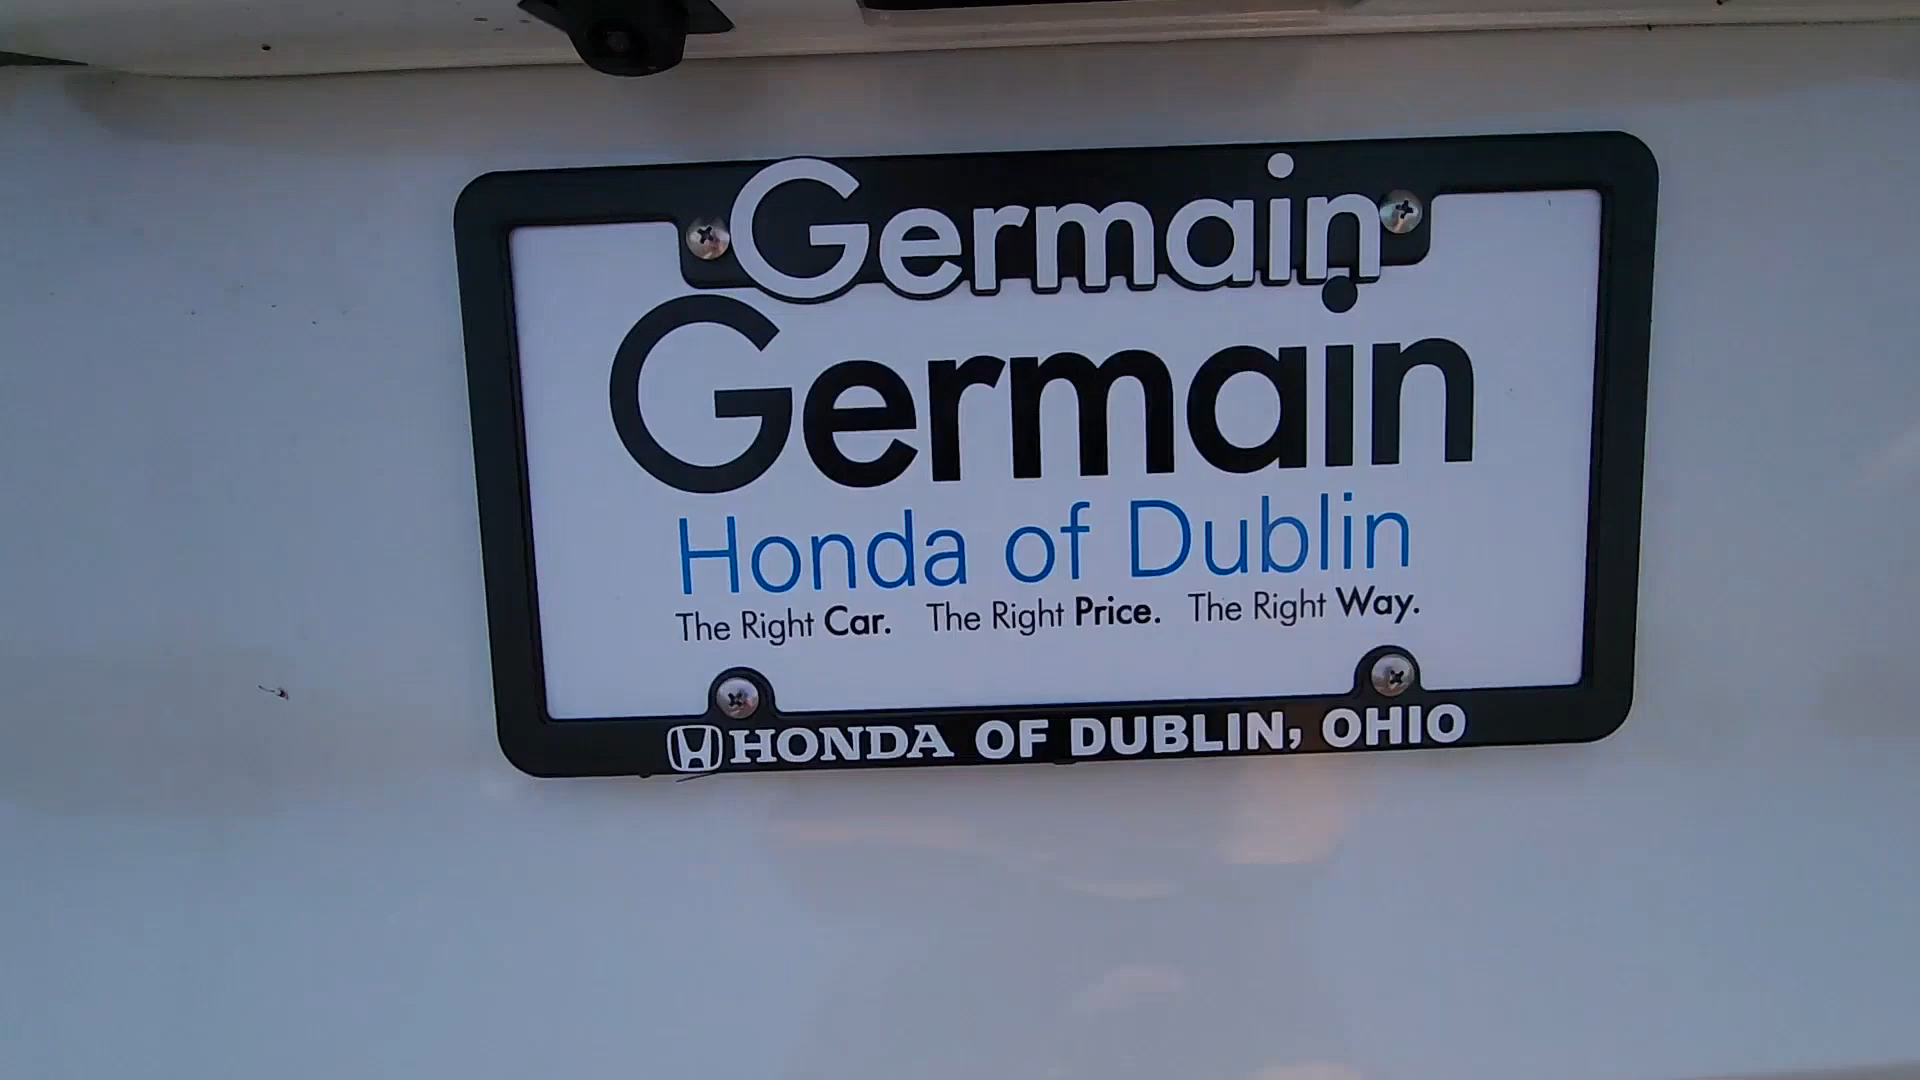 Germain
Germain
Honda of Dublin
The Right Car. The Right Price. The Right Way.
HONDA OF DUBLIN, OHIO